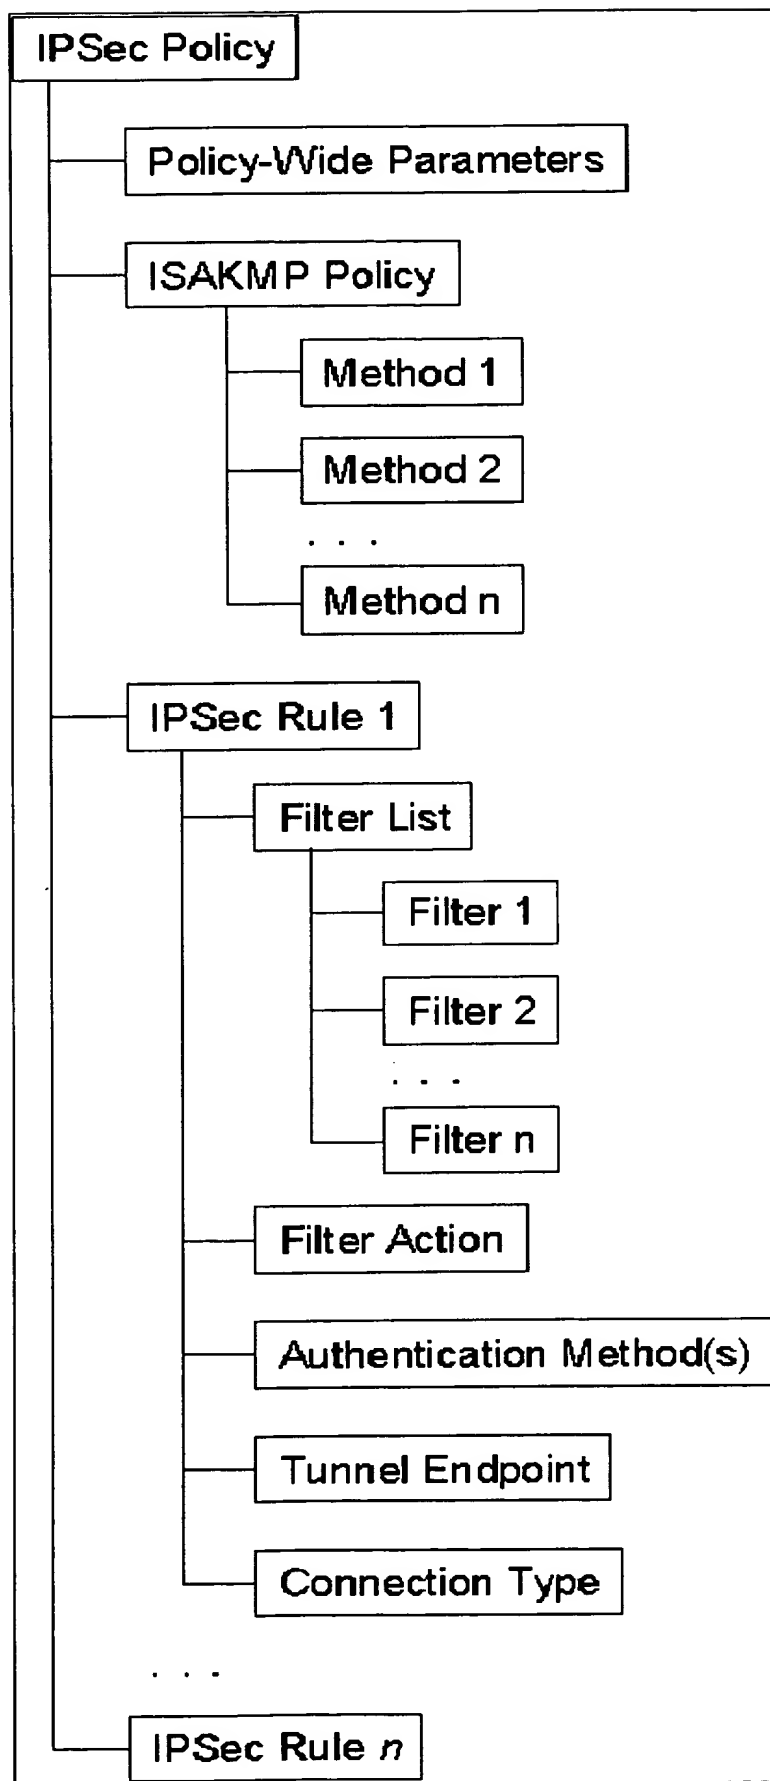 IPSec Policy
Policy-Wide Parameters
ISAKMP Policy
Method 1
Method 2
. . .
Method n
IPSec Rule 1
Filter List
Filter 1
Filter 2
. . .
Filter n
Filter Action
Authentication Method(s)
Tunnel Endpoint
Connection Type
. . .
IPSec Rule n